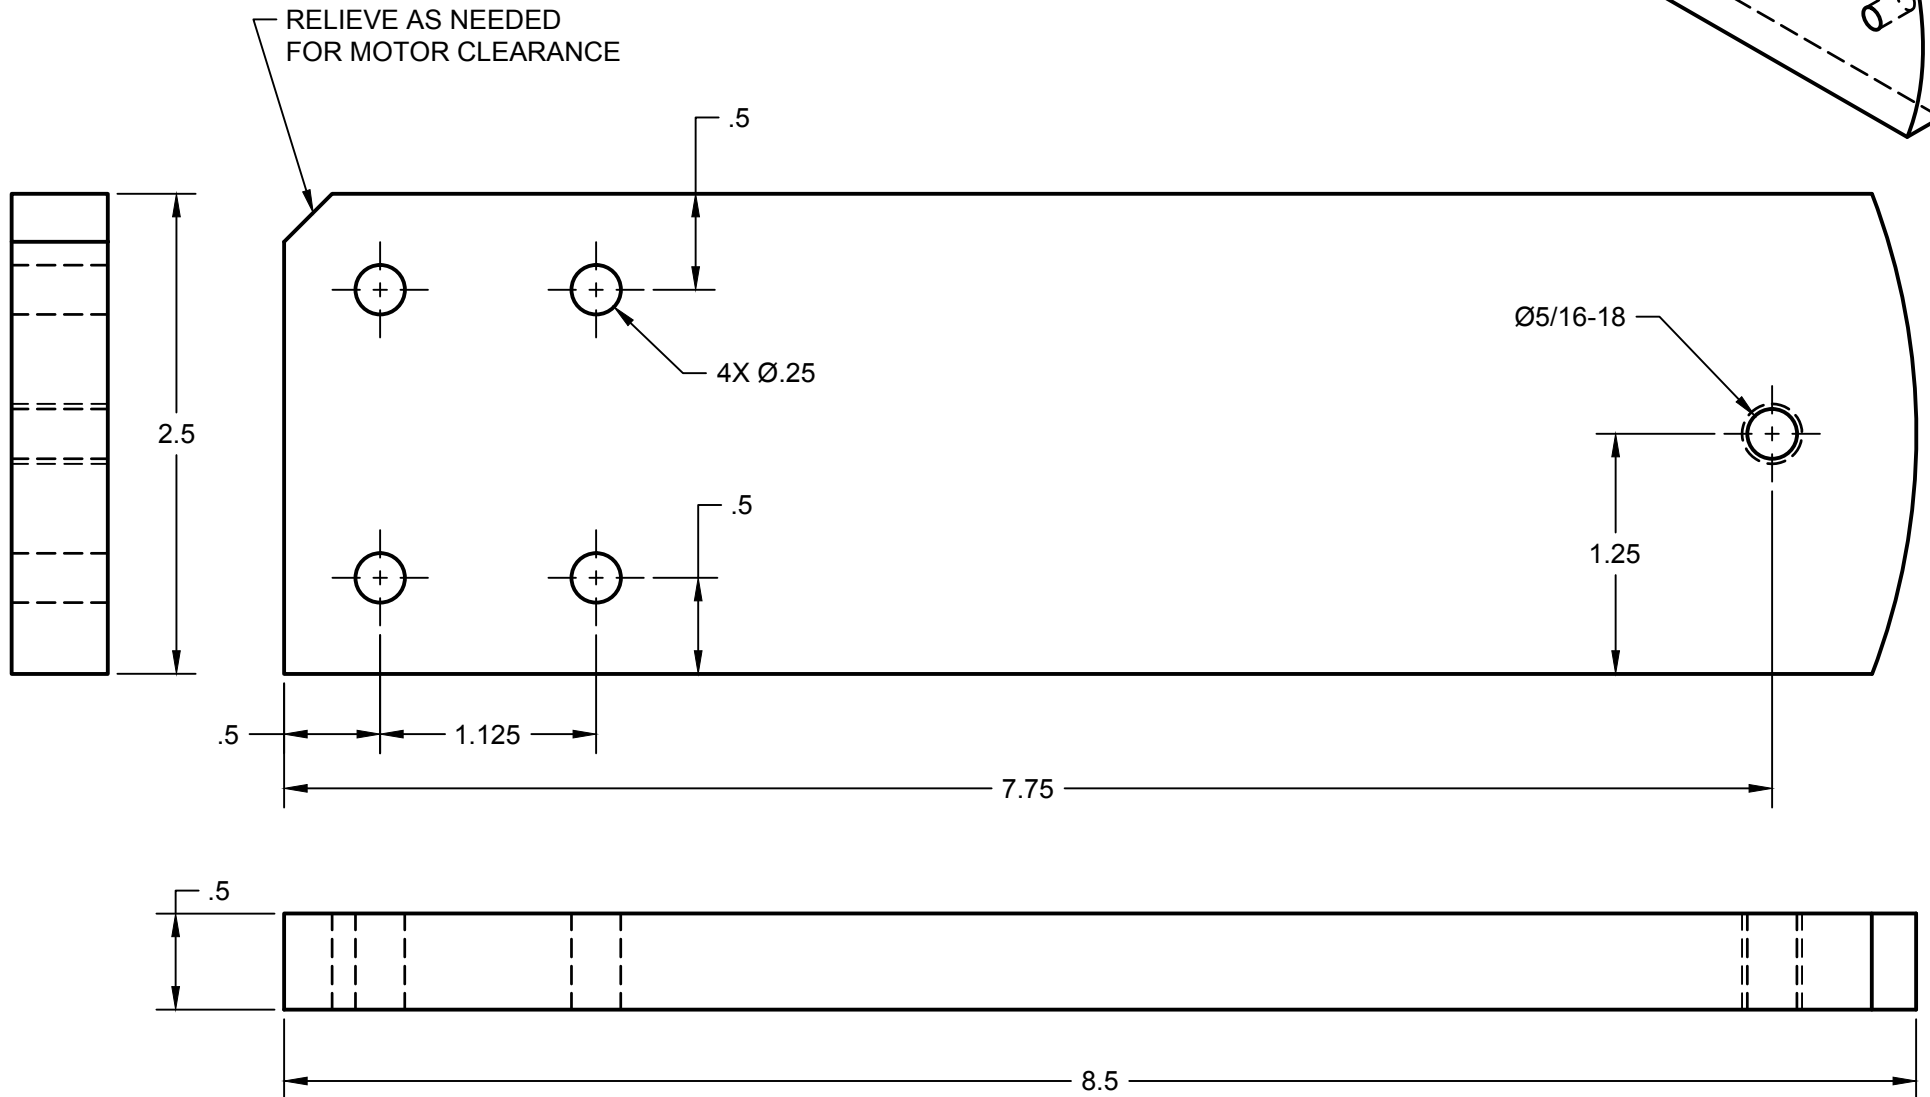 RELIEVE AS NEEDED
FOR MOTOR CLEARANCE
.5
Ø5/16-18
4X Ø.25
2.5
.5
1.25
.5
1.125
7.75
.5
8.5